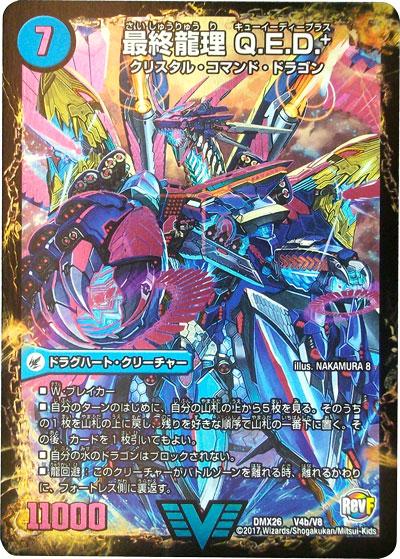 7
さいしゅうりゅう り キューイーディープラス
最終龍理 Q.E.D.+
クリスタル・コマンド・ドラゴン
ドラグハート・クリーチャー
illus. NAKAMURA 8
■W・ブレイカー
■自分のターンのはじめに、自分の山札の上から5枚を見る。そのうち
の1枚を山札の上に戻し、残りを好きな順序で山札の一番下に置く。そ
の後、カードを1枚引いてもよい。
■自分の水のドラゴンはブロックされない。
■龍回避:このクリーチャーがバトルゾーンを離れる時、離れるかわり
に、フォートレス側に裏返す。
11000
V
RevF
DMX26 V4b/V8
©2017 Wizards/Shogakukan/Mitsui-Kids